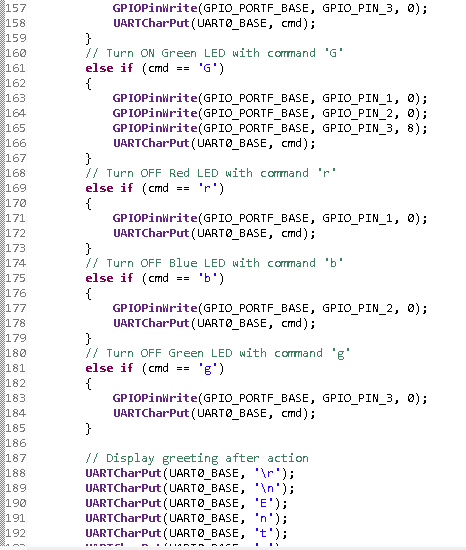 157 GPIOPinWrite(GPIO_PORTF_BASE, GPIO_PIN_3, 0);
158 UARTCharPut(UART0_BASE, cmd);
159 }
160 // Turn ON Green LED with command 'G'
161 else if (cmd == 'G')
162 {
163 GPIOPinWrite(GPIO_PORTF_BASE, GPIO_PIN_1, 0);
164 GPIOPinWrite(GPIO_PORTF_BASE, GPIO_PIN_2, 0);
165 GPIOPinWrite(GPIO_PORTF_BASE, GPIO_PIN_3, 8);
166 UARTCharPut(UART0_BASE, cmd);
167 }
168 // Turn OFF Red LED with command 'r'
169 else if (cmd == 'r')
170 {
171 GPIOPinWrite(GPIO_PORTF_BASE, GPIO_PIN_1, 0);
172 UARTCharPut(UART0_BASE, cmd);
173 }
174 // Turn OFF Blue LED with command 'b'
175 else if (cmd == 'b')
176 {
177 GPIOPinWrite(GPIO_PORTF_BASE, GPIO_PIN_2, 0);
178 UARTCharPut(UART0_BASE, cmd);
179 }
180 // Turn OFF Green LED with command 'g'
181 else if (cmd == 'g')
182 {
183 GPIOPinWrite(GPIO_PORTF_BASE, GPIO_PIN_3, 0);
184 UARTCharPut(UART0_BASE, cmd);
185 }
186
187 // Display greeting after action
188 UARTCharPut(UART0_BASE, '\r');
189 UARTCharPut(UART0_BASE, '\n');
190 UARTCharPut(UART0_BASE, 'E');
191 UARTCharPut(UART0_BASE, 'n');
192 UARTCharPut(UART0_BASE, 't');